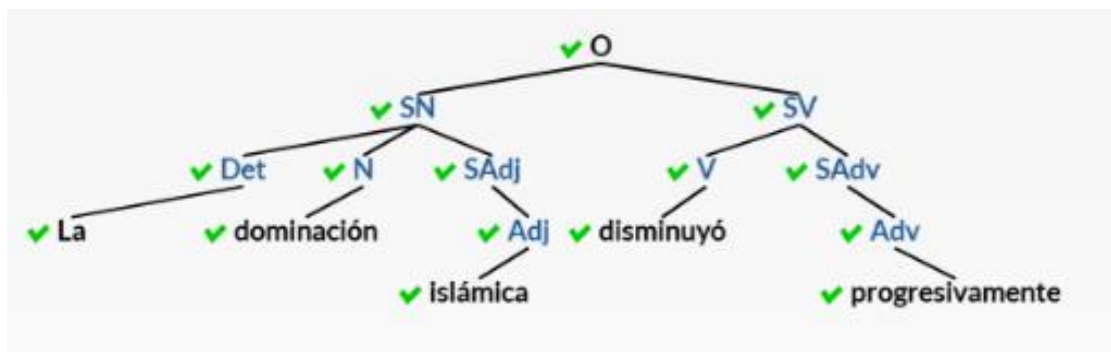 O
SN SV
Det N SAdj V SAdv
La dominación Adj disminuyó Adv
islámica progresivamente